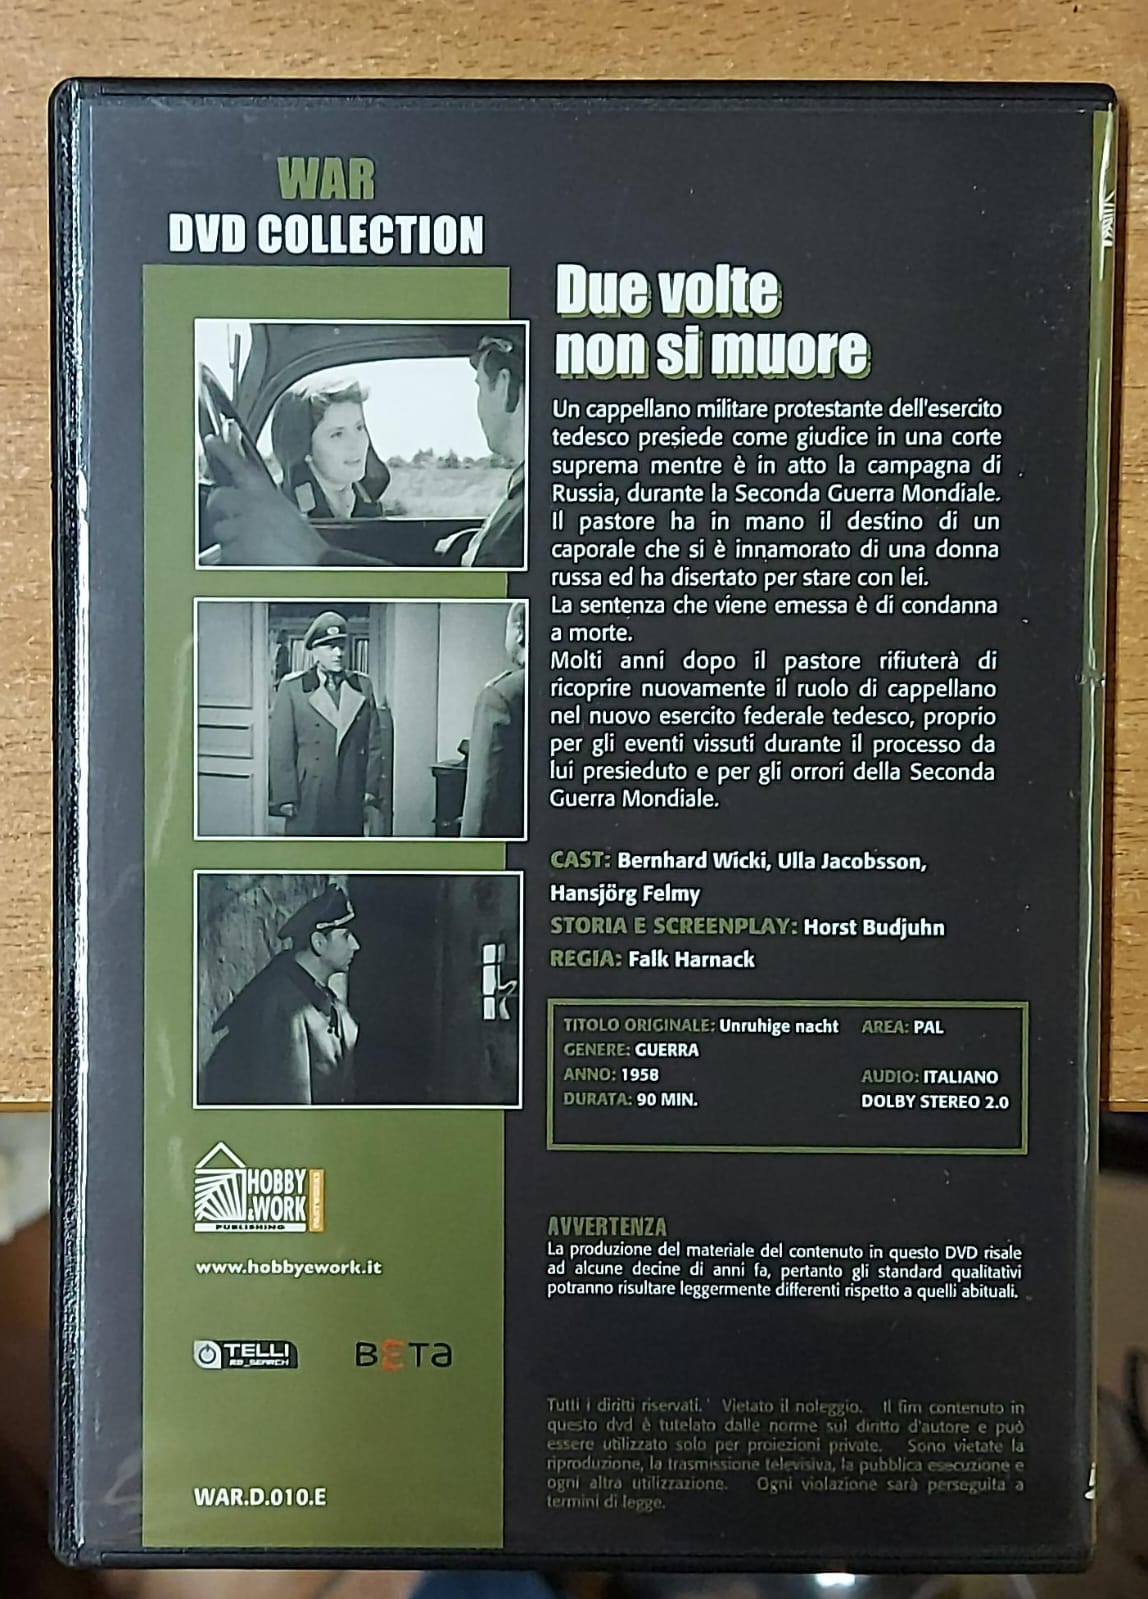 WAR
DVD COLLECTION
Due volte
non si muore
Un cappellano militare protestante dell'esercito
tedesco presiede come giudice in una corte
suprema mentre è in atto la campagna di
Russia, durante la Seconda Guerra Mondiale.
Il pastore ha in mano il destino di un
caporale che si è innamorato di una donna
russa ed ha disertato per stare con lei.
La sentenza che viene emessa è di condanna
a morte.
Molti anni dopo il pastore rifiuterà di
ricoprire nuovamente il ruolo di cappellano
nel nuovo esercito federale tedesco, proprio
per gli eventi vissuti durante il processo da
lui presieduto e per gli orrori della Seconda
Guerra Mondiale.
CAST: Bernhard Wicki, Ulla Jacobsson,
Hansjörg Felmy
STORIA E SCREENPLAY: Horst Budjuhn
REGIA: Falk Harnack
TITOLO ORIGINALE: Unruhige nacht AREA: PAL
GENERE: GUERRA
ANNO: 1958 AUDIO: ITALIANO
DURATA: 90 MIN. DOLBY STEREO 2.0
HOBBY
&WORK
PUBLISHING
PARTWORKS
www.hobbyework.it
AVVERTENZA
La produzione del materiale del contenuto in questo DVD risale
ad alcune decine di anni fa, pertanto gli standard qualitativi
potranno risultare leggermente differenti rispetto a quelli abituali.
TELLI
RE_SEARCH
BETA
Tutti i diritti riservati. Vietato il noleggio. Il fim contenuto in
questo dvd è tutelato dalle norme sul diritto d'autore e può
essere utilizzato solo per proiezioni private. Sono vietate la
riproduzione, la trasmissione televisiva, la pubblica esecuzione e
ogni altra utilizzazione. Ogni violazione sarà perseguita a
termini di legge.
WAR.D.010.E